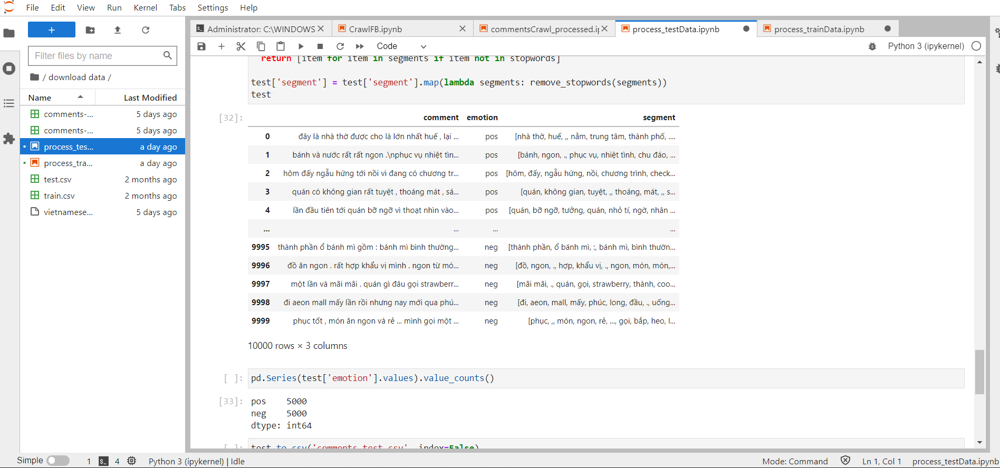 File Edit View Run Kernel Tabs Settings Help
Filter files by name
/ download data /
Name Last Modified
comments-... 5 days ago
comments-... 5 days ago
process_tes... a day ago
process_tra... a day ago
test.csv 2 months ago
train.csv 2 months ago
vietnamese... 5 days ago
Administrator: C:\WINDOWS CrawlFB.ipynb commentsCrawl_processed.ip process_testData.ipynb process_trainData.ipynb
Code Python 3 (ipykernel)
return [item for item in segments if item not in stopwords]
test['segment'] = test['segment'].map(lambda segments: remove_stopwords(segments))
test
[32]: comment emotion segment
0 đây là nhà thờ được cho là lớn nhất huế , lại ... pos [nhà thờ, huế, ,, nằm, trung tâm, thành phố, ....
1 bánh và nước rất rất ngon .\nphục vụ nhiệt tìn... pos [bánh, ngon, ., phục vụ, nhiệt tình, chu đáo, ...
2 hôm đấy ngẫu hứng tới nồi vì đang có chương tr... pos [hôm, đấy, ngẫu hứng, nồi, chương trình, check...
3 quán có không gian rất tuyệt , thoáng mát , sá... pos [quán, không gian, tuyệt, ,, thoáng, mát, ,, s...
4 lần đầu tiên tới quán bỡ ngỡ vì thoạt nhìn vào... pos [quán, bỡ ngỡ, tưởng, quán, nhỏ tí, ngờ, nhân ...
... ... ... ...
9995 thành phần ổ bánh mì gồm : bánh mì bình thường... neg [thành phần, ổ bánh mì, :, bánh mì, bình thườn...
9996 đồ ăn ngon . rất hợp khẩu vị mình . ngon từ mó... neg [đồ, ngon, ., hợp, khẩu vị, ., ngon, món, món,...
9997 một lần và mãi mãi . quán gì đâu gọi strawberr... neg [mãi mãi, ., quán, gọi, strawberry, thành, coo...
9998 đi aeon mall mấy lần rồi nhưng nay mới qua phú... neg [đi, aeon, mall, mấy, phúc, long, đầu, ., uống...
9999 phục tốt , món ăn ngon và rẻ ... mình gọi một ... neg [phục, ,, món, ngon, rẻ, ..., gọi, bắp, heo, l...
10000 rows × 3 columns
[ ]: pd.Series(test['emotion'].values).value_counts()
[33]: pos 5000
neg 5000
dtype: int64
[ ]: test.to_csv('comments_test.csv', index=False)
Simple 1 4 Python 3 (ipykernel) | Idle Mode: Command Ln 1, Col 1 process_testData.ipynb